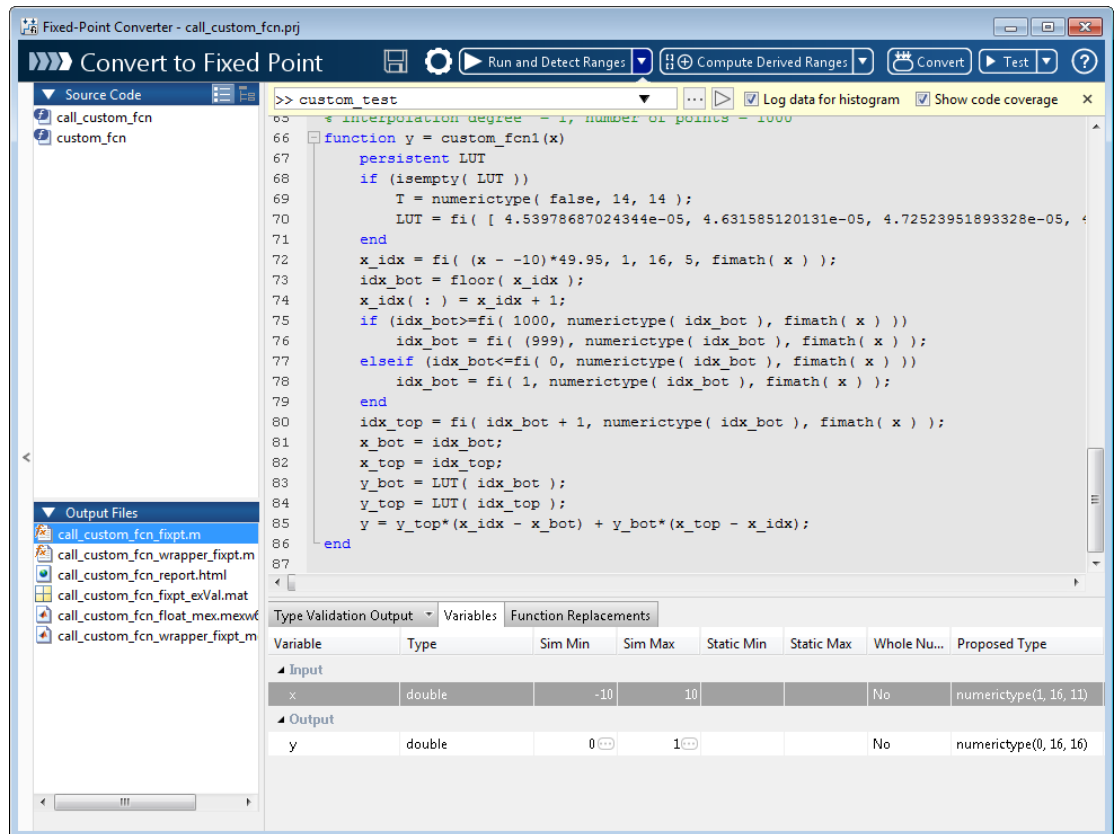 Fixed-Point Converter - call_custom_fcn.prj
Convert to Fixed Point
Run and Detect Ranges
Compute Derived Ranges
Convert
Test
Source Code
call_custom_fcn
custom_fcn
>> custom_test
Log data for histogram
Show code coverage
65 % interpolation degree = 1, number of points = 1000
66 function y = custom_fcn1(x)
67 persistent LUT
68 if (isempty( LUT ))
69 T = numerictype( false, 14, 14 );
70 LUT = fi( [ 4.53978687024344e-05, 4.631585120131e-05, 4.72523951893328e-05, 4
71 end
72 x_idx = fi( (x - -10)*49.95, 1, 16, 5, fimath( x ) );
73 idx_bot = floor( x_idx );
74 x_idx( : ) = x_idx + 1;
75 if (idx_bot>=fi( 1000, numerictype( idx_bot ), fimath( x ) ))
76 idx_bot = fi( (999), numerictype( idx_bot ), fimath( x ) );
77 elseif (idx_bot<=fi( 0, numerictype( idx_bot ), fimath( x ) ))
78 idx_bot = fi( 1, numerictype( idx_bot ), fimath( x ) );
79 end
80 idx_top = fi( idx_bot + 1, numerictype( idx_bot ), fimath( x ) );
81 x_bot = idx_bot;
82 x_top = idx_top;
83 y_bot = LUT( idx_bot );
84 y_top = LUT( idx_top );
85 y = y_top*(x_idx - x_bot) + y_bot*(x_top - x_idx);
86 end
87
Output Files
call_custom_fcn_fixpt.m
call_custom_fcn_wrapper_fixpt.m
call_custom_fcn_report.html
call_custom_fcn_fixpt_exVal.mat
call_custom_fcn_float_mex.mexw6
call_custom_fcn_wrapper_fixpt_m
Type Validation Output Variables Function Replacements
Variable Type Sim Min Sim Max Static Min Static Max Whole Nu... Proposed Type
Input
x double -10 10 No numerictype(1, 16, 11)
Output
y double 0 1 No numerictype(0, 16, 16)